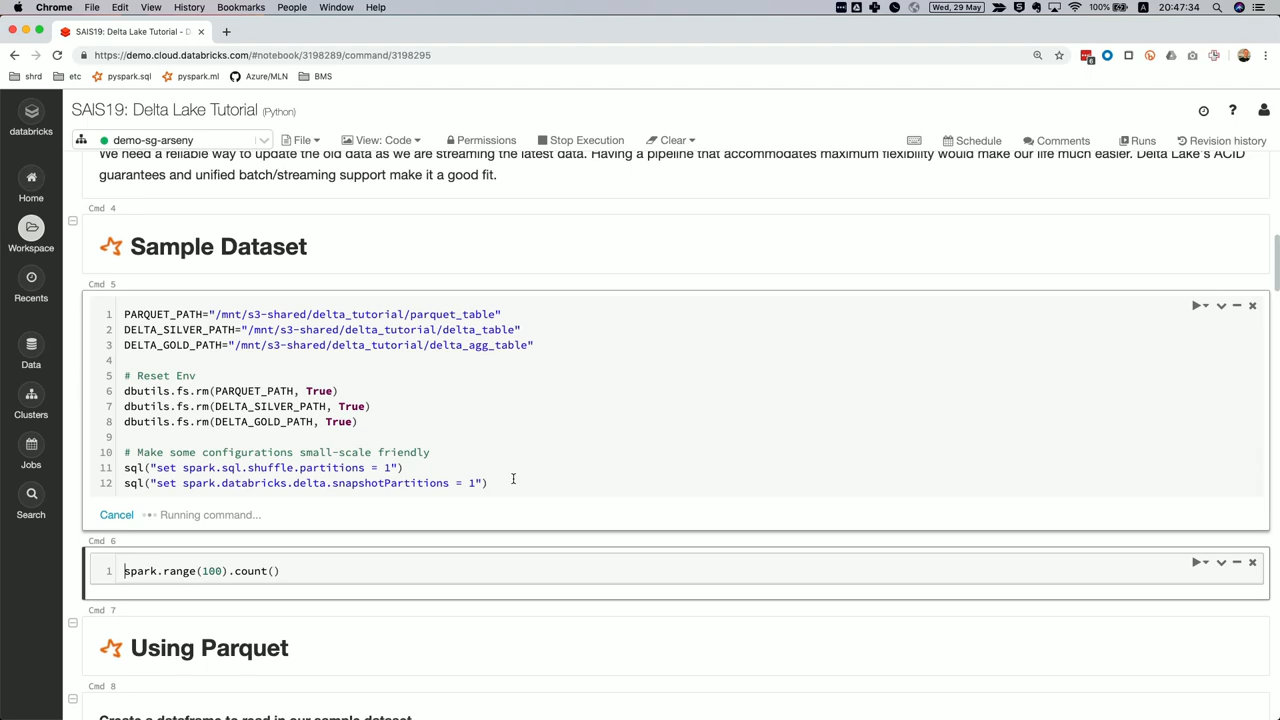 Chrome File Edit View History Bookmarks People Window Help Wed, 29 May 100% A 20:47:34
SAIS19: Delta Lake Tutorial - D
https://demo.cloud.databricks.com/#notebook/3198289/command/3198295
shrd etc pyspark.sql pyspark.ml Azure/MLN BMS
SAIS19: Delta Lake Tutorial (Python)
databricks
demo-sg-arseny File View: Code Permissions Stop Execution Clear Schedule Comments Runs Revision history
We need a reliable way to update the old data as we are streaming the latest data. Having a pipeline that accommodates maximum flexibility would make our life much easier. Delta Lake's ACID
guarantees and unified batch/streaming support make it a good fit.
Home
Workspace
Recents
Data
Clusters
Jobs
Search
Cmd 4
Sample Dataset
Cmd 5
1 PARQUET_PATH="/mnt/s3-shared/delta_tutorial/parquet_table"
2 DELTA_SILVER_PATH="/mnt/s3-shared/delta_tutorial/delta_table"
3 DELTA_GOLD_PATH="/mnt/s3-shared/delta_tutorial/delta_agg_table"
4
5 # Reset Env
6 dbutils.fs.rm(PARQUET_PATH, True)
7 dbutils.fs.rm(DELTA_SILVER_PATH, True)
8 dbutils.fs.rm(DELTA_GOLD_PATH, True)
9
10 # Make some configurations small-scale friendly
11 sql("set spark.sql.shuffle.partitions = 1")
12 sql("set spark.databricks.delta.snapshotPartitions = 1")
Cancel Running command...
Cmd 6
1 spark.range(100).count()
Cmd 7
Using Parquet
Cmd 8
Create a dataframe to read in our sample dataset